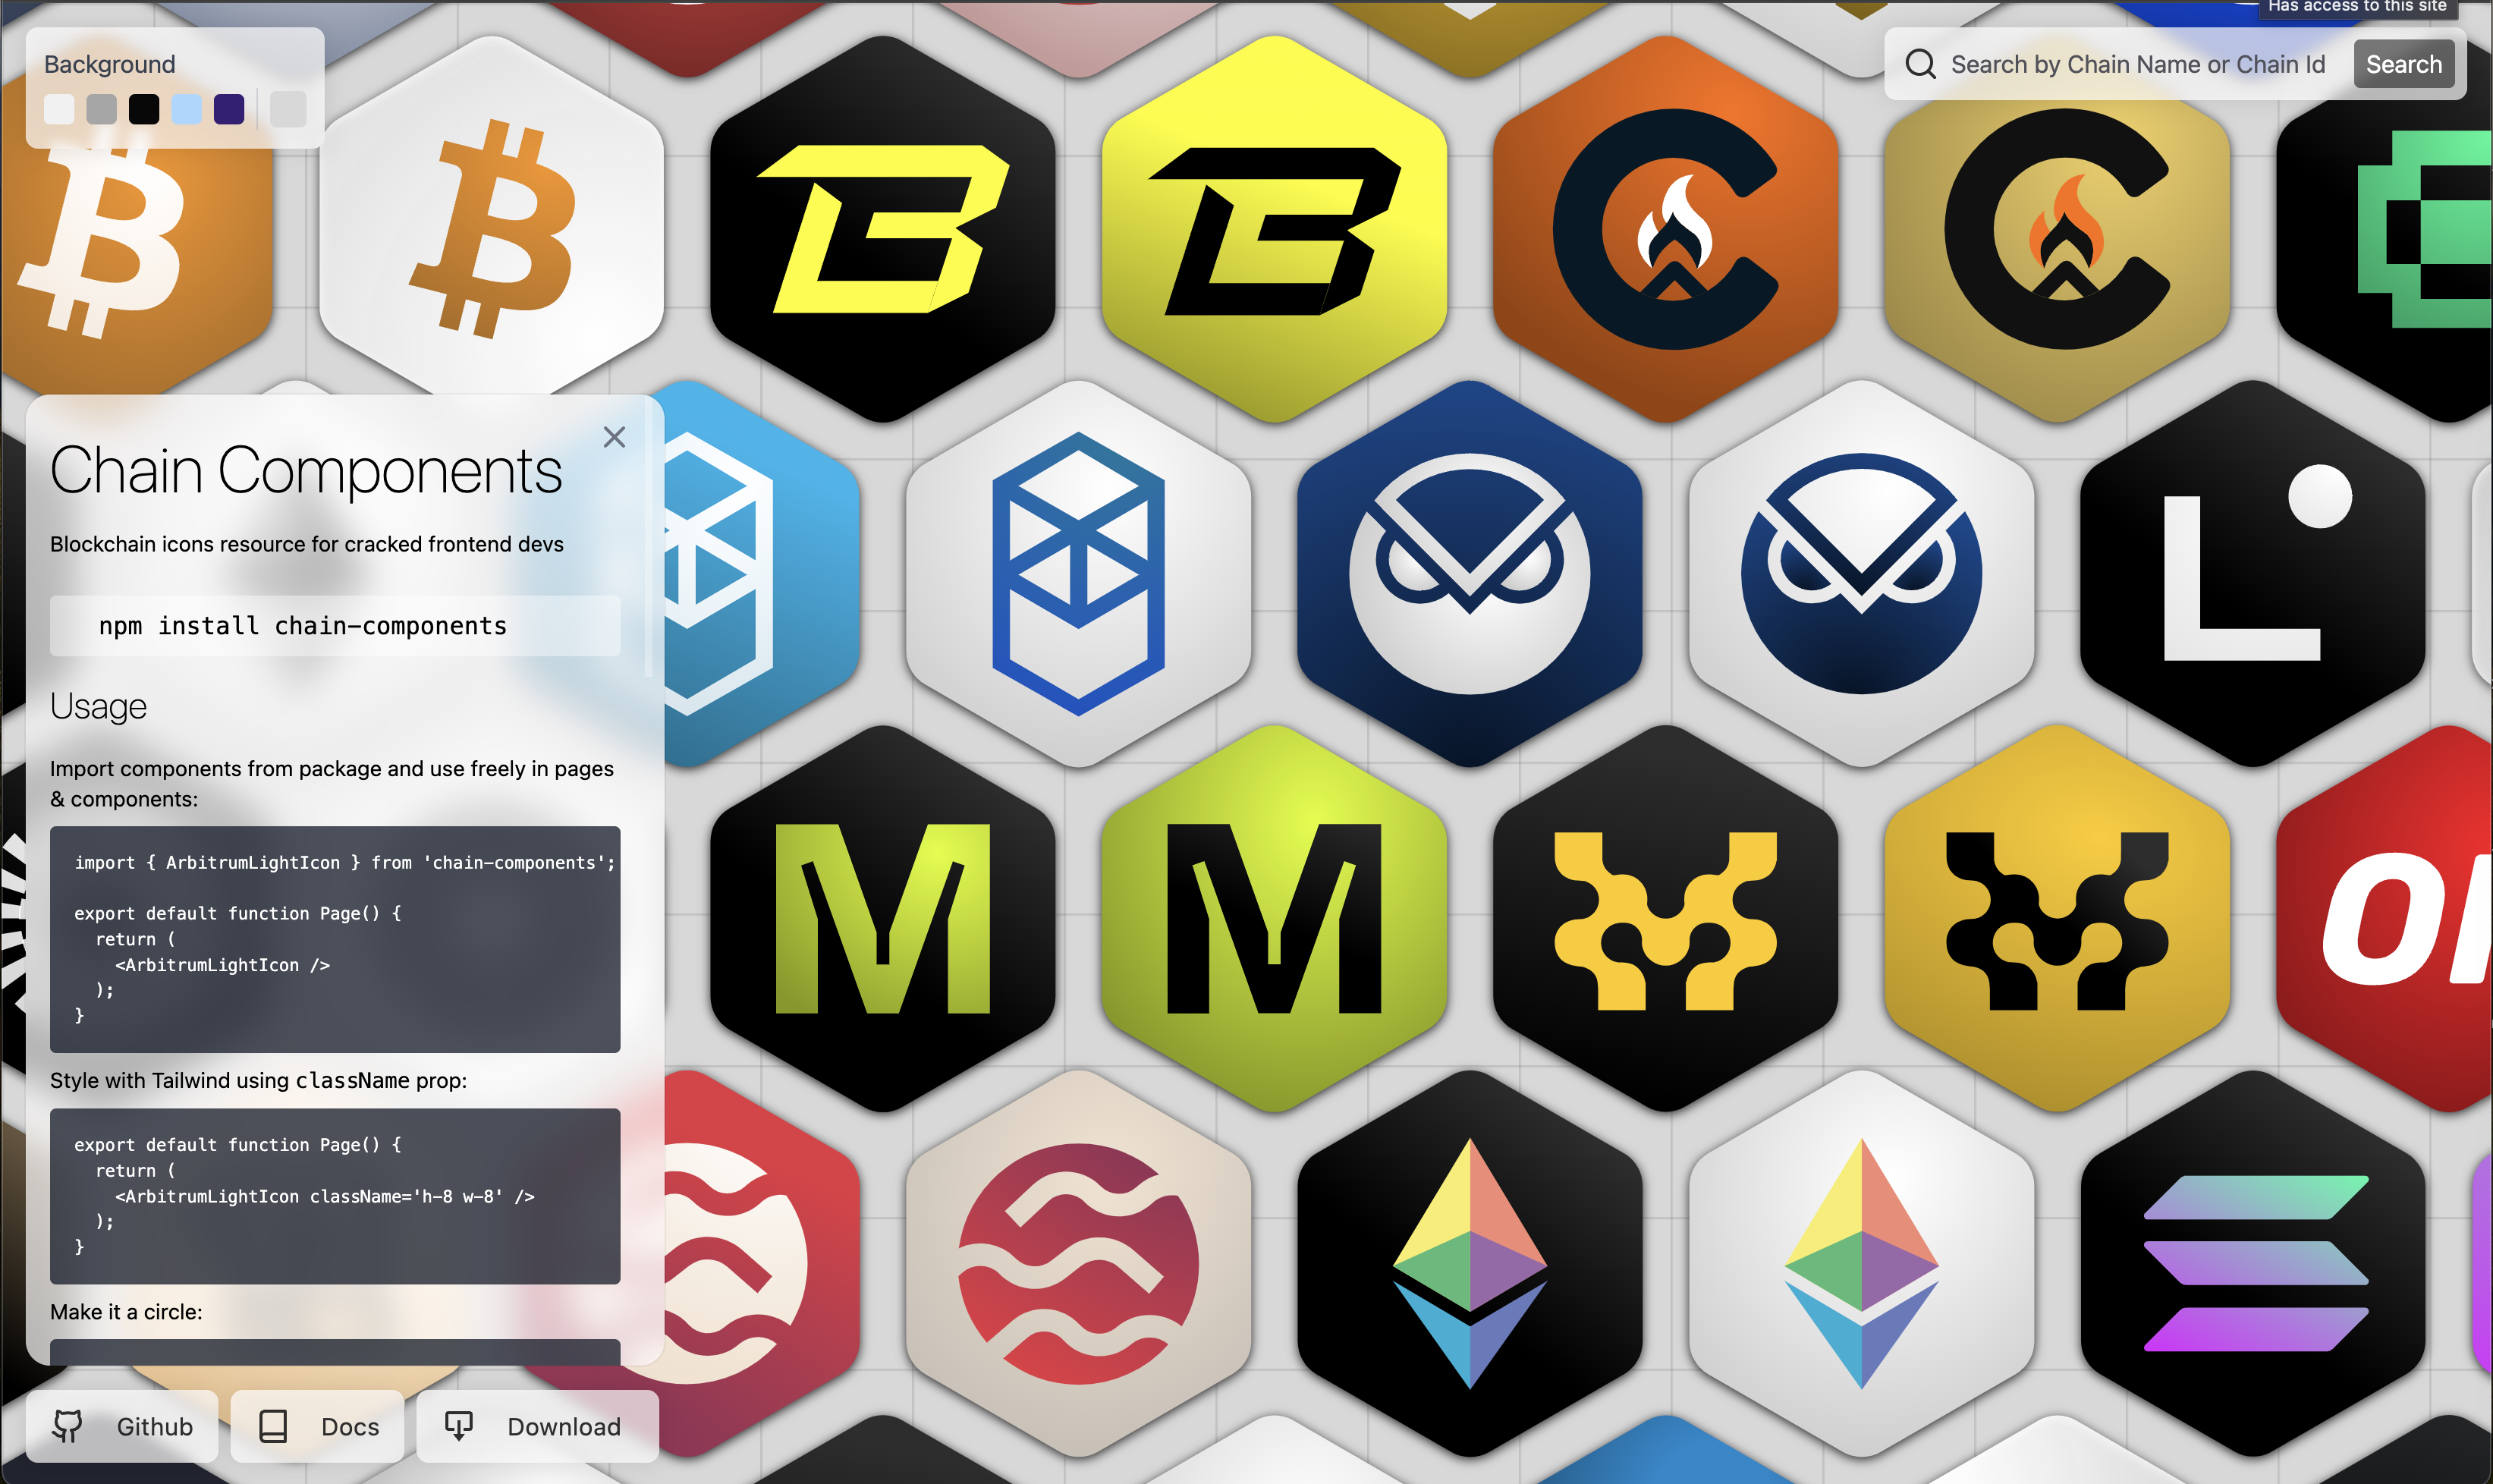 Has access to this site
Background
Search by Chain Name or Chain Id
Search
Chain Components
Blockchain icons resource for cracked frontend devs
npm install chain-components
Usage
Import components from package and use freely in pages
& components:
import { ArbitrumLightIcon } from 'chain-components';
export default function Page() {
return (
<ArbitrumLightIcon />
);
}
Style with Tailwind using className prop:
export default function Page() {
return (
<ArbitrumLightIcon className='h-8 w-8' />
);
}
Make it a circle:
Github
Docs
Download